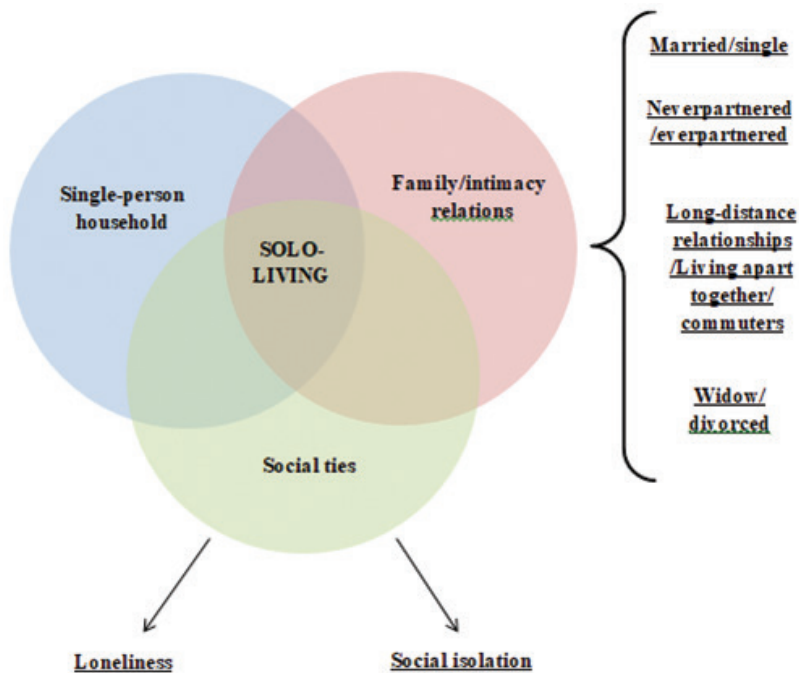 Married/single
Neverpartnered
/everpartnered
Single-person
household
Family/intimacy
relations
SOLO-
LIVING
Long-distance
relationships
/Living apart
together/
commuters
Widow/
divorced
Social ties
Loneliness
Social isolation